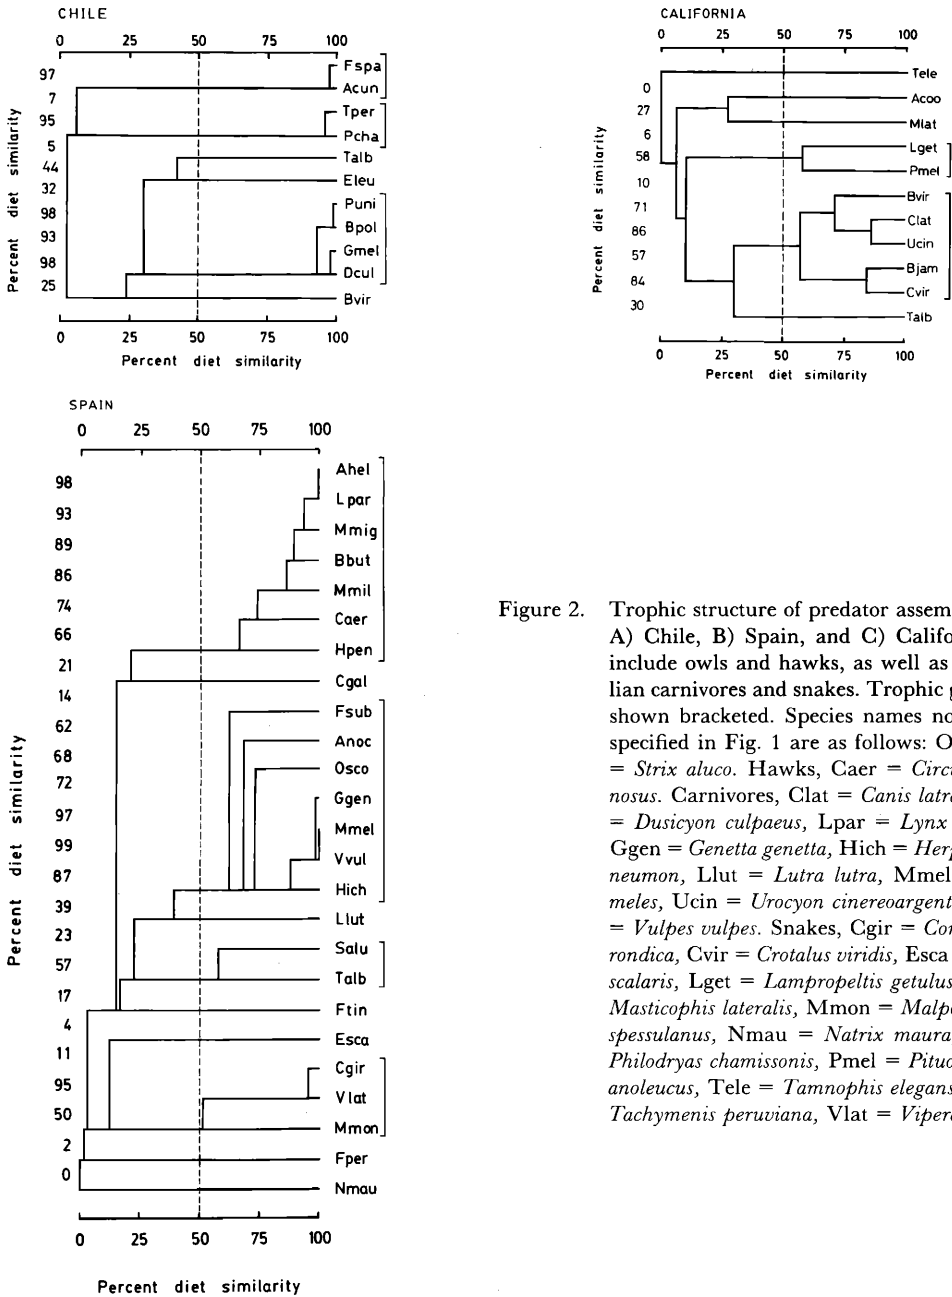 CHILE
0 25 50 75 100
97
7
95
5
44
32
98
93
98
25
Percent diet similarity
Fspa
Acun
Tper
Pcha
Talb
Eleu
Puni
Bpol
Gmel
Dcul
Bvir
0 25 50 75 100
Percent diet similarity
CALIFORNIA
0 25 50 75 100
0
27
6
58
10
71
86
57
84
30
Percent diet similarity
Tele
Acoo
Mlat
Lget
Pmel
Bvir
Clat
Ucin
Bjam
Cvir
Talb
0 25 50 75 100
Percent diet similarity
SPAIN
0 25 50 75 100
98
93
89
86
74
66
21
14
62
68
72
97
99
87
39
23
57
17
4
11
95
50
2
0
Percent diet similarity
Ahel
Lpar
Mmig
Bbut
Mmil
Caer
Hpen
Cgal
Fsub
Anoc
Osco
Ggen
Mmel
Vvul
Hich
Llut
Salu
Talb
Ftin
Esca
Cgir
Vlat
Mmon
Fper
Nmau
0 25 50 75 100
Percent diet similarity
Figure 2. Trophic structure of predator assem
A) Chile, B) Spain, and C) Califo
include owls and hawks, as well as
lian carnivores and snakes. Trophic g
shown bracketed. Species names no
specified in Fig. 1 are as follows: O
= Strix aluco. Hawks, Caer = Circ
nosus. Carnivores, Clat = Canis latra
= Dusicyon culpaeus, Lpar = Lynx
Ggen = Genetta genetta, Hich = Herp
neumon, Llut = Lutra lutra, Mmel
meles, Ucin = Urocyon cinereoargent
= Vulpes vulpes. Snakes, Cgir = Cor
rondica, Cvir = Crotalus viridis, Esca
scalaris, Lget = Lampropeltis getulus
Masticophis lateralis, Mmon = Malpo
spessulanus, Nmau = Natrix maura
Philodryas chamissonis, Pmel = Pituo
anoleucus, Tele = Tamnophis elegans
Tachymenis peruviana, Vlat = Vipera